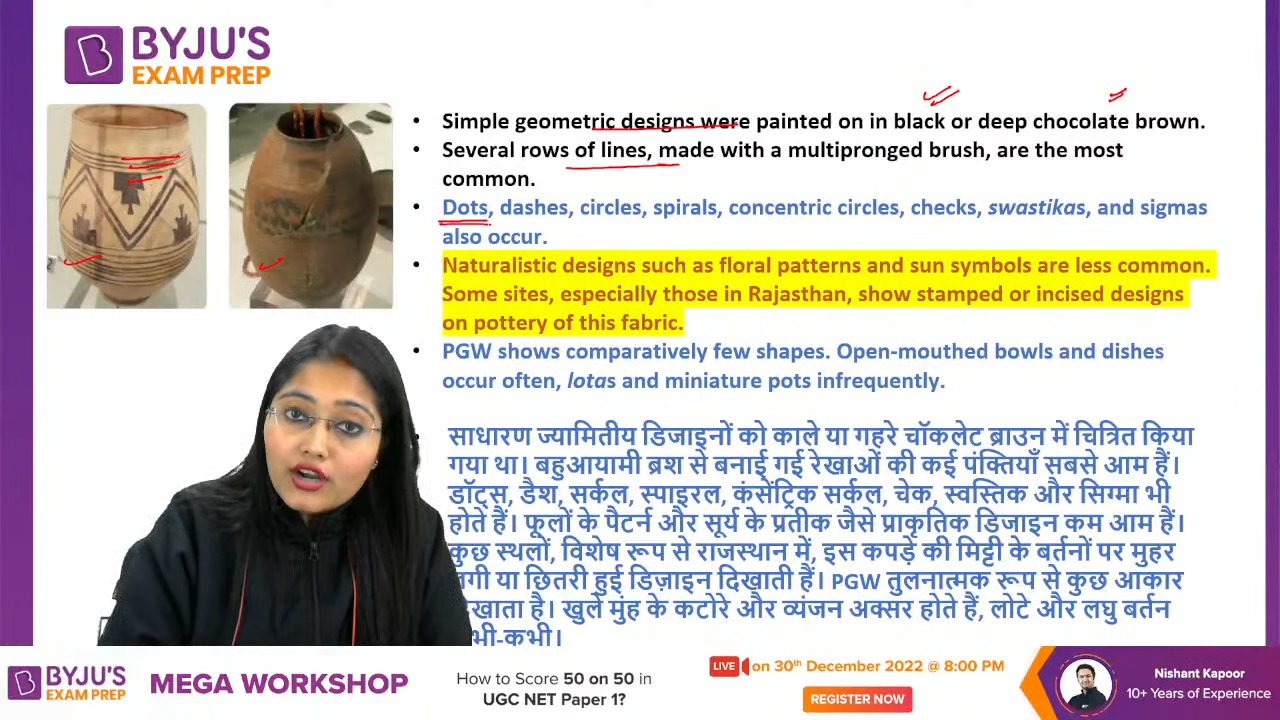 BYJU'S
EXAM PREP
• Simple geometric designs were painted on in black or deep chocolate brown.
• Several rows of lines, made with a multipronged brush, are the most
common.
• Dots, dashes, circles, spirals, concentric circles, checks, swastikas, and sigmas
also occur.
• Naturalistic designs such as floral patterns and sun symbols are less common.
Some sites, especially those in Rajasthan, show stamped or incised designs
on pottery of this fabric.
• PGW shows comparatively few shapes. Open-mouthed bowls and dishes
occur often, lotas and miniature pots infrequently.
साधारण ज्यामितीय डिजाइनों को काले या गहरे चॉकलेट ब्राउन में चित्रित किया
गया था। बहुआयामी ब्रश से बनाई गई रेखाओं की कई पंक्तियाँ सबसे आम हैं।
डॉट्स, डैश, सर्कल, स्पाइरल, कंसेंट्रिक सर्कल, चेक, स्वस्तिक और सिग्मा भी
होते हैं। फूलों के पैटर्न और सूर्य के प्रतीक जैसे प्राकृतिक डिजाइन कम आम हैं।
कुछ स्थलों, विशेष रूप से राजस्थान में, इस कपड़े की मिट्टी के बर्तनों पर मुहर
या छितरी हुई डिज़ाइन दिखाती हैं। PGW तुलनात्मक रूप से कुछ आकार
है। खुले मुंह के कटोरे और व्यंजन अक्सर होते हैं, लोटे और लघु बर्तन
BYJU'S
EXAM PREP
MEGA WORKSHOP
How to Score 50 on 50 in
UGC NET Paper 1?
LIVE on 30th December 2022 @ 8:00 PM
REGISTER NOW
Nishant Kapoor
10+ Years of Experience